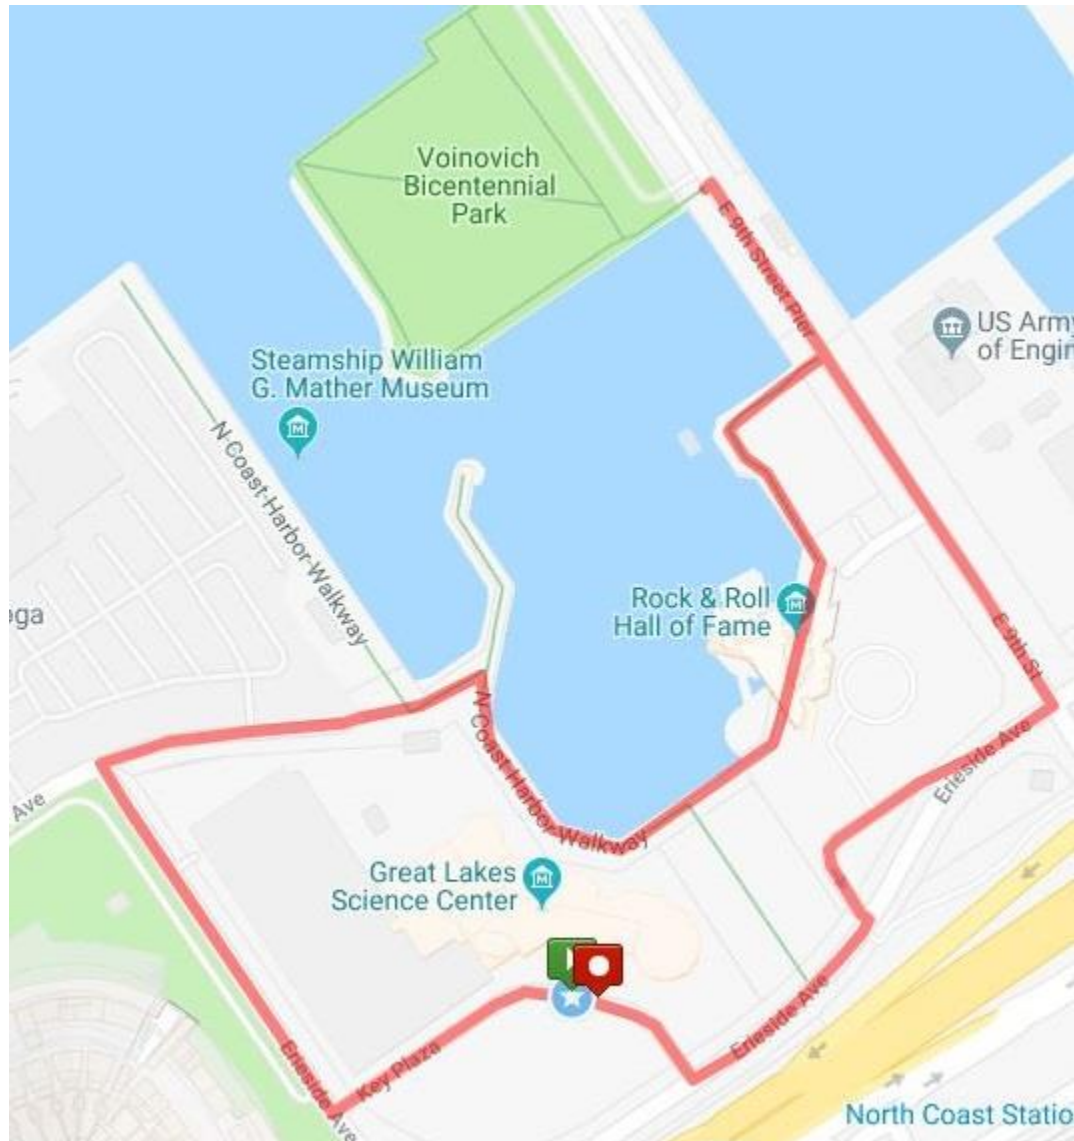 Voinovich
Bicentennial
Park
E 9th Street Pier
US Army
of Engin
Steamship William
G. Mather Museum
N Coast Harbor Walkway
oga
Rock & Roll
Hall of Fame
E 9th St
N Coast Harbor Walkway
Erieside Ave
Ave
Great Lakes
Science Center
Erieside Ave
Key Plaza
Erieside Ave
North Coast Statio